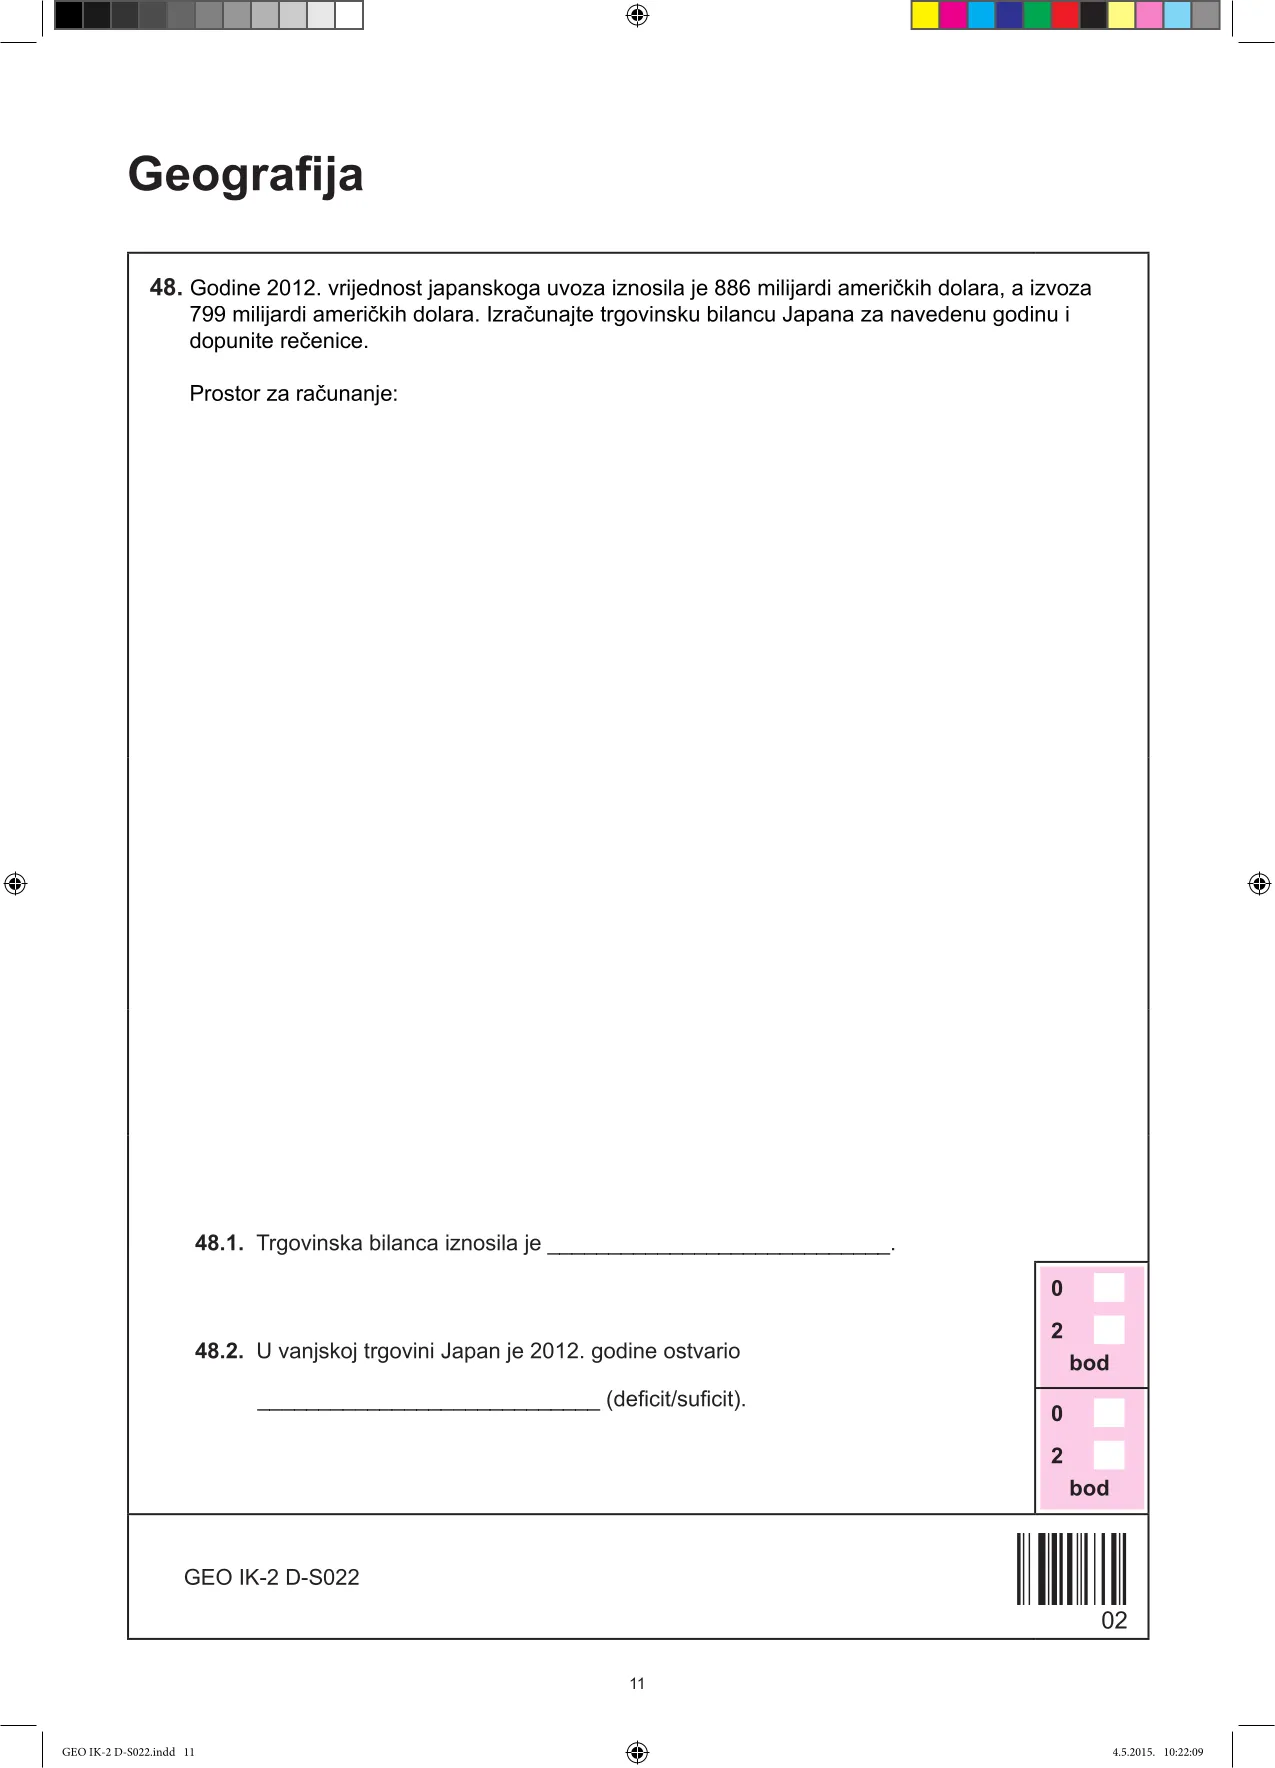 Geografija
48. Godine 2012. vrijednost japanskoga uvoza iznosila je 886 milijardi američkih dolara, a izvoza
799 milijardi američkih dolara. Izračunajte trgovinsku bilancu Japana za navedenu godinu i
dopunite rečenice.
Prostor za računanje:
48.1. Trgovinska bilanca iznosila je ____________________________.
0
2
bod
48.2. U vanjskoj trgovini Japan je 2012. godine ostvario
____________________________ (deficit/suficit).
0
2
bod
GEO IK-2 D-S022
02
11
GEO IK-2 D-S022.indd 11
4.5.2015. 10:22:09